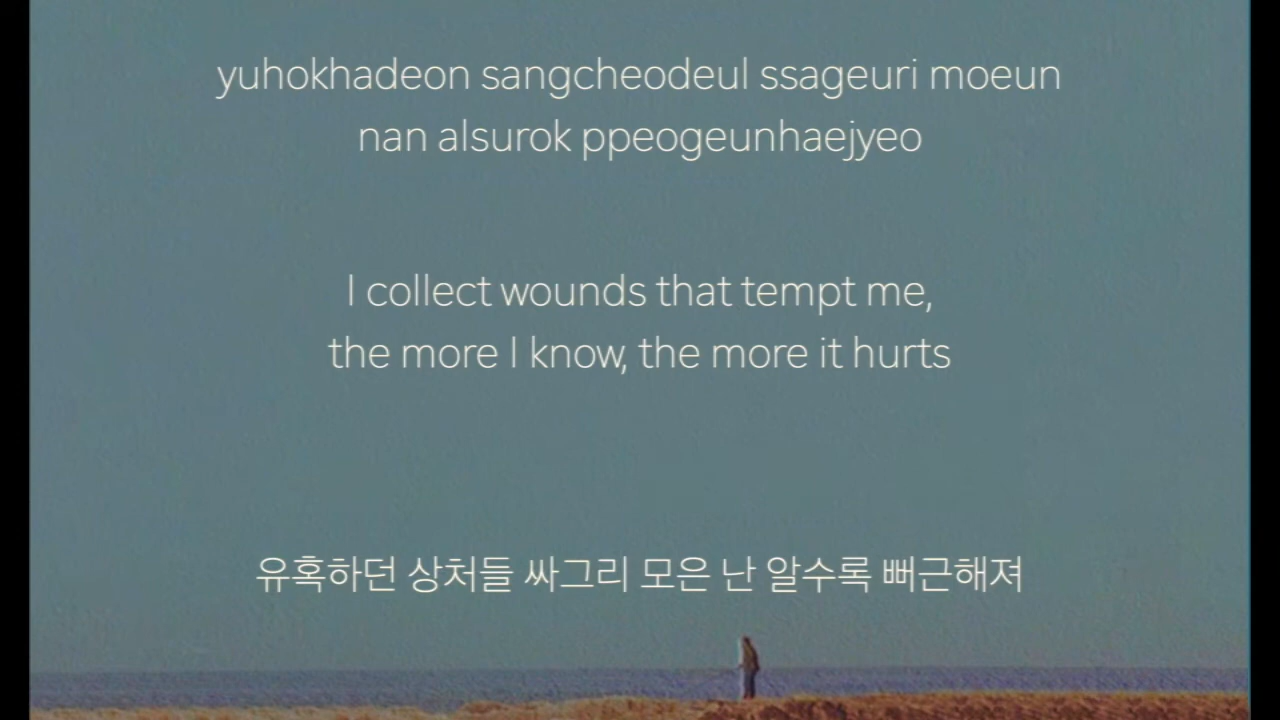 yuhokhadeon sangcheodeul ssageuri moeun
nan alsurok ppeogeunhaejyeo
I collect wounds that tempt me,
the more I know, the more it hurts
유혹하던 상처들 싸그리 모은 난 알수록 뻐근해져